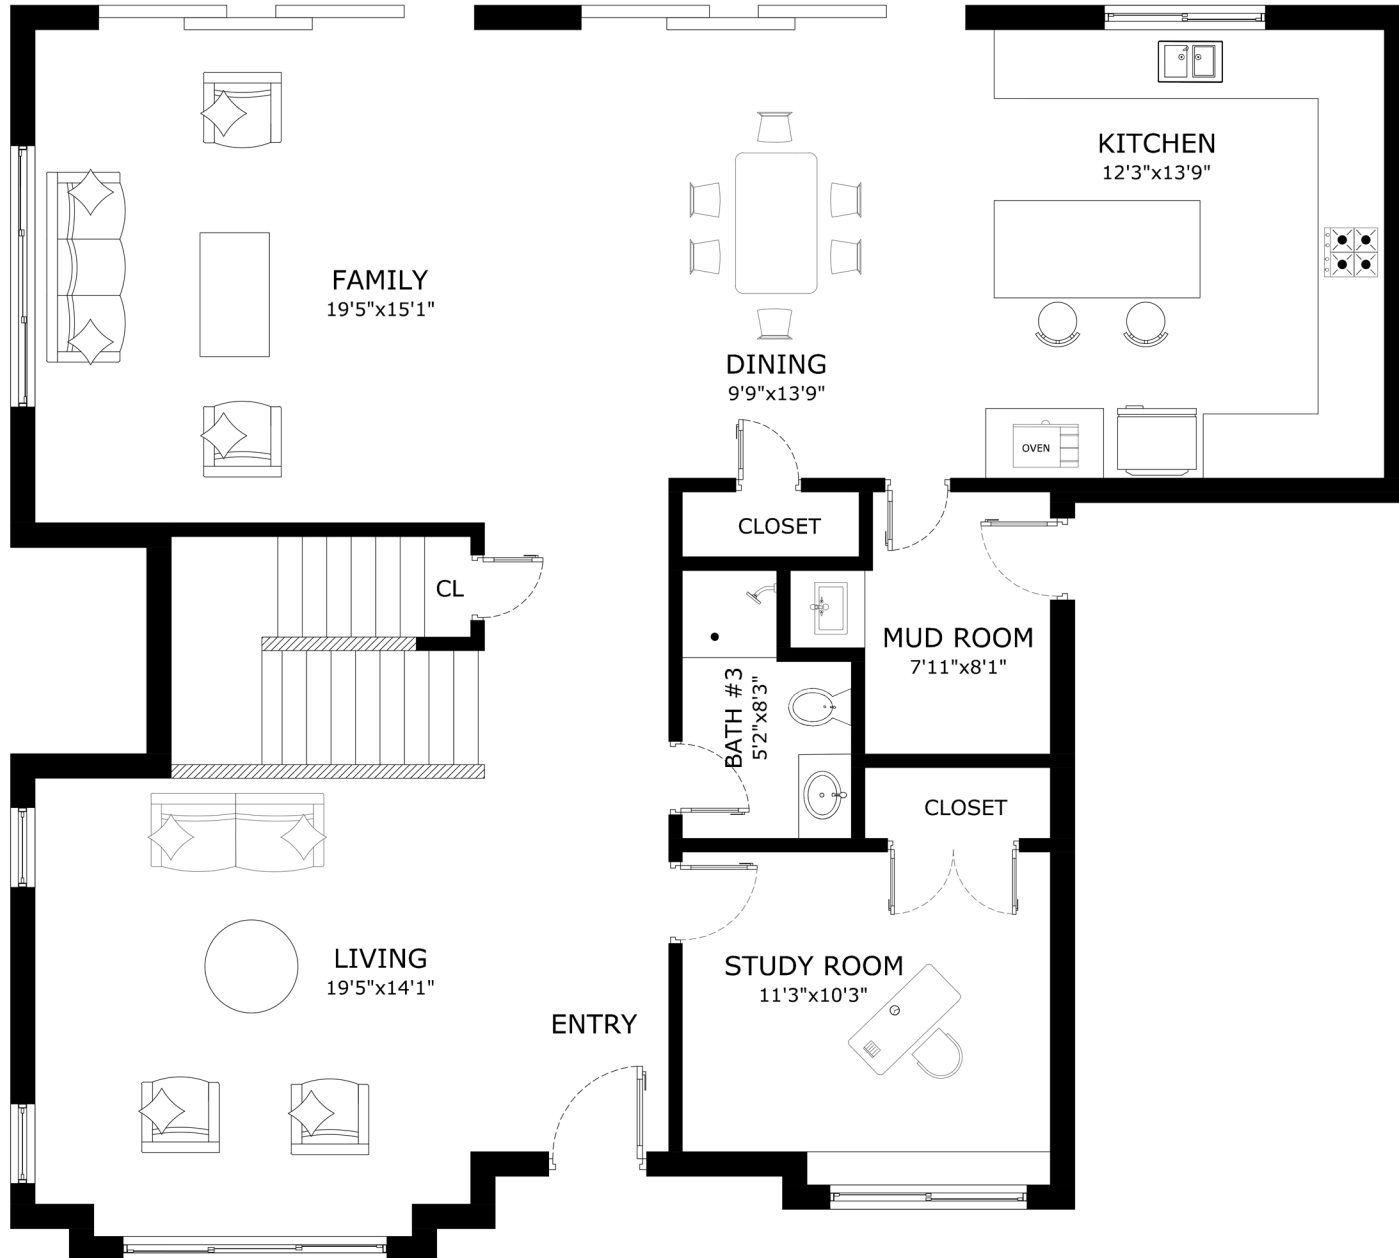 KITCHEN
12'3"x13'9"
FAMILY
19'5"x15'1"
DINING
9'9"x13'9"
OVEN
CLOSET
CL
MUD ROOM
7'11"x8'1"
BATH #3
5'2"x8'3"
CLOSET
LIVING
19'5"x14'1"
STUDY ROOM
11'3"x10'3"
ENTRY